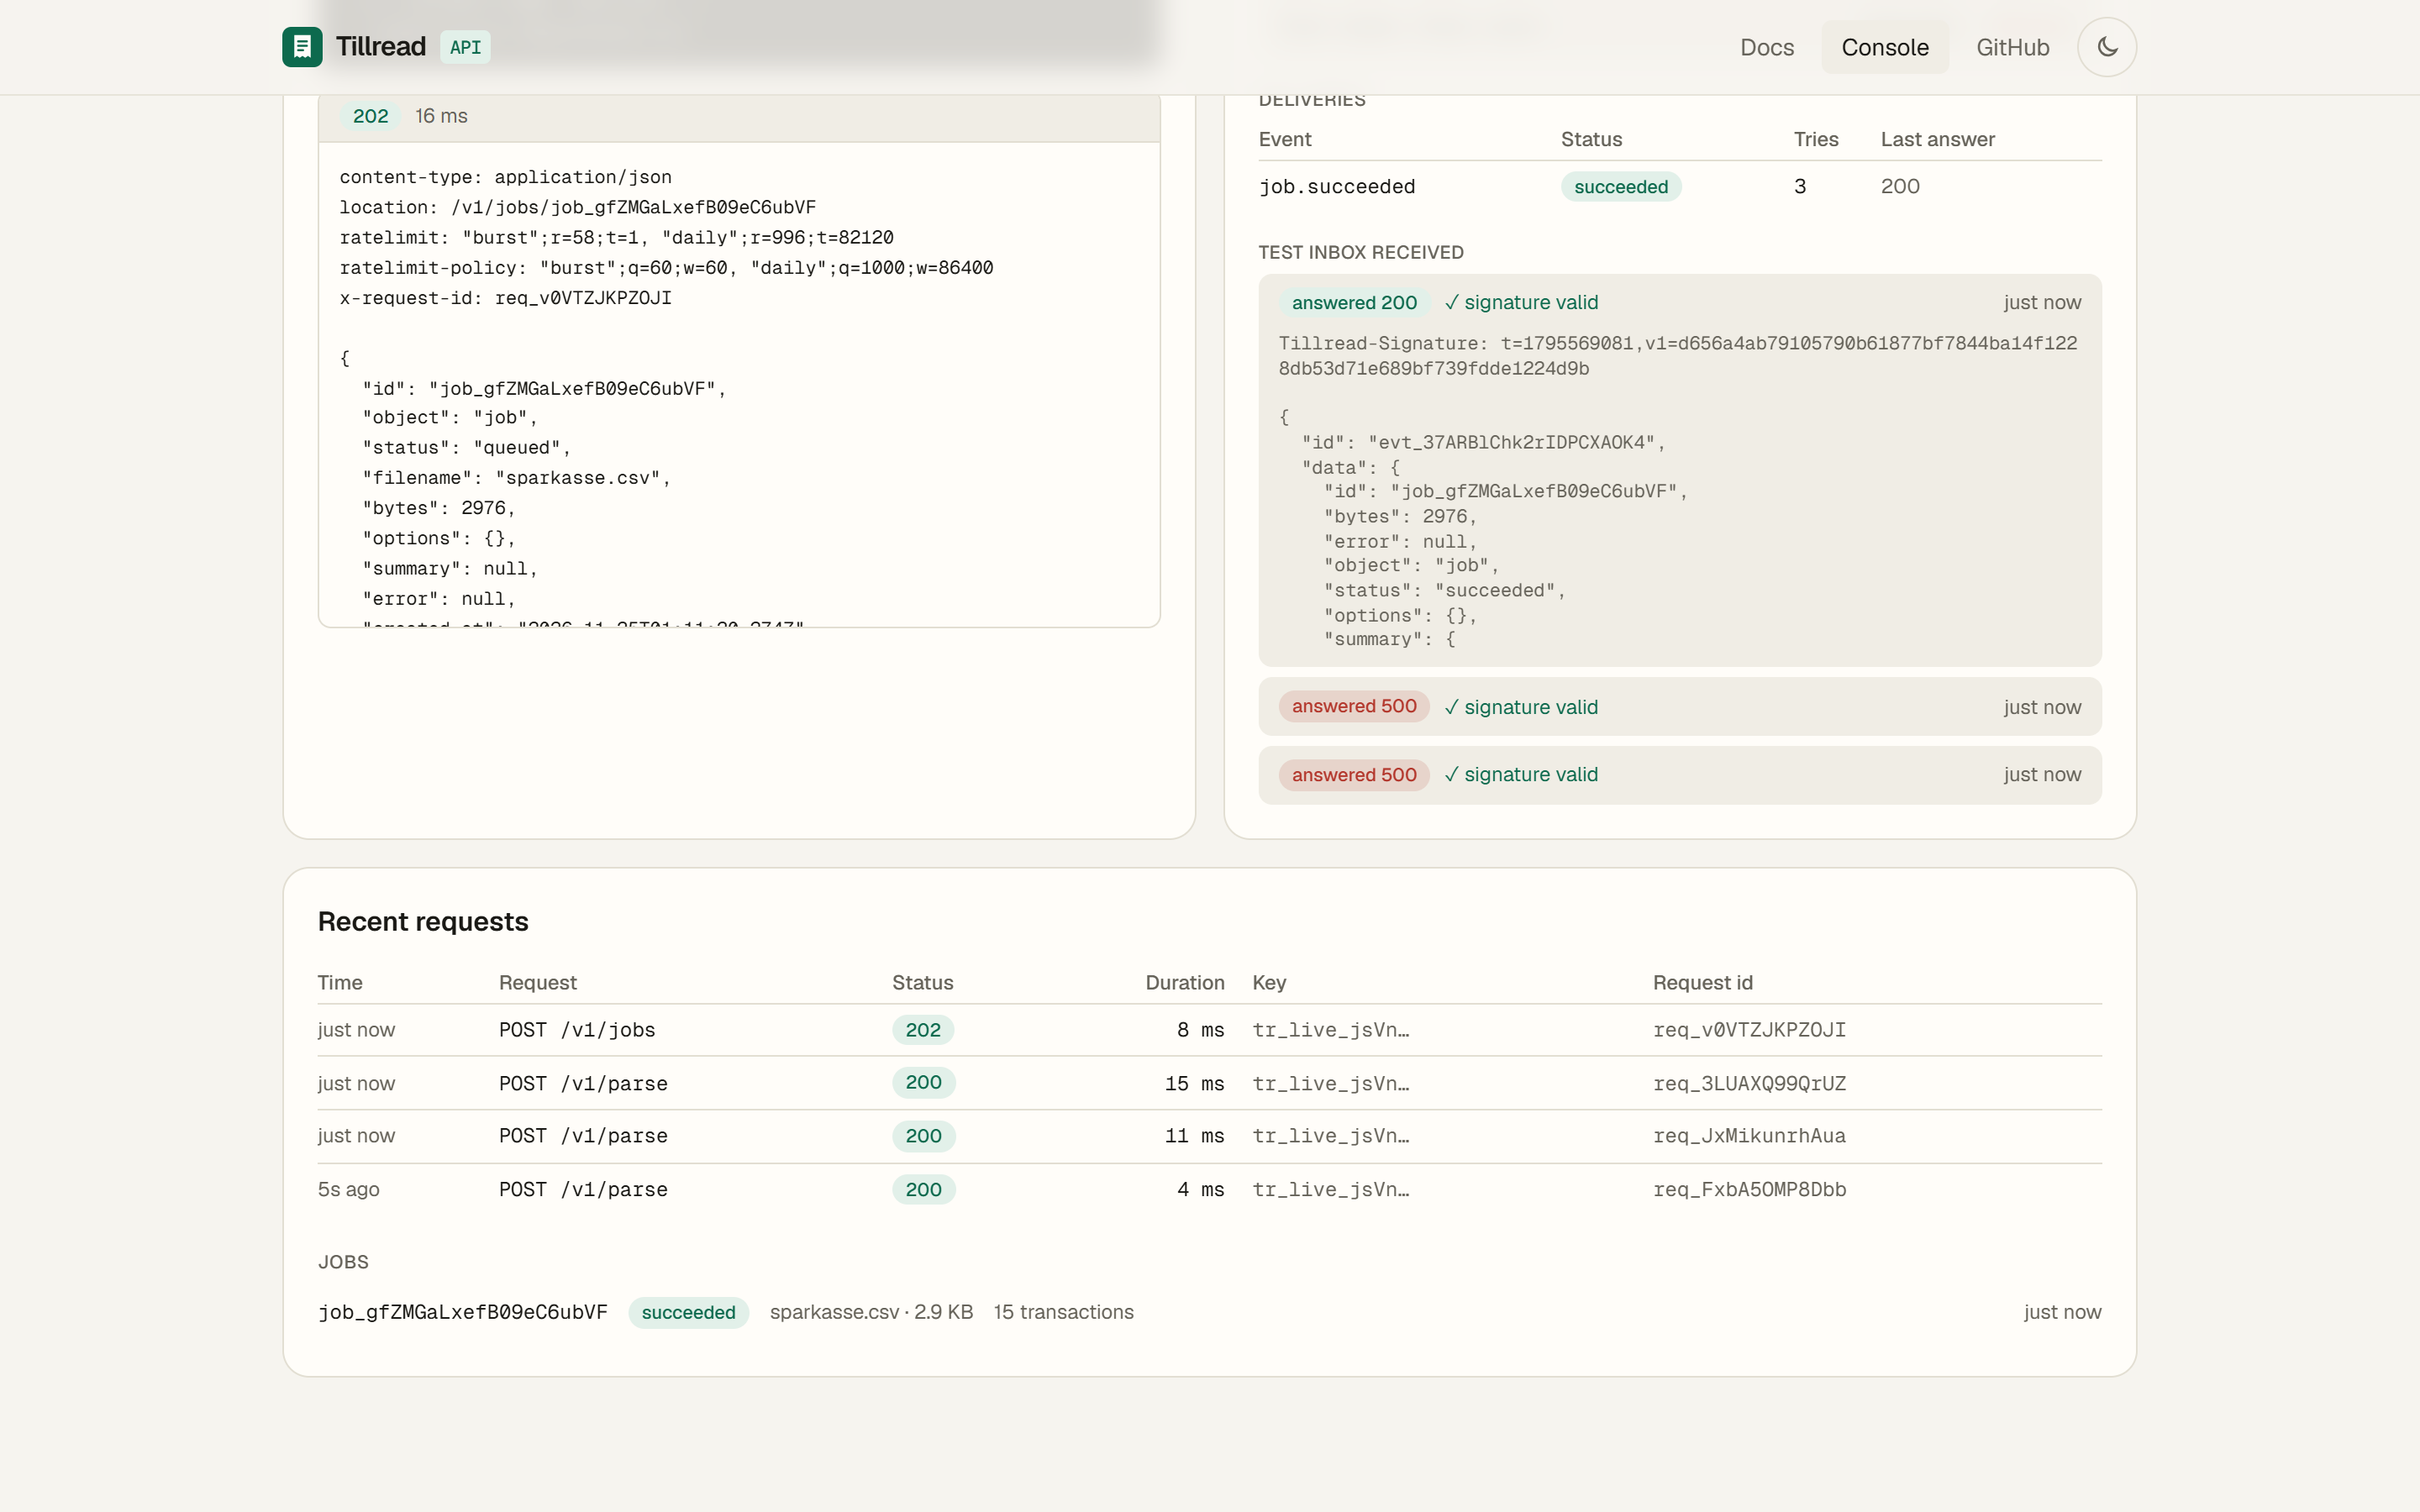 Tillread API
Docs Console GitHub
202 16 ms
content-type: application/json
location: /v1/jobs/job_gfZMGaLxefB09eC6ubVF
ratelimit: "burst";r=58;t=1, "daily";r=996;t=82120
ratelimit-policy: "burst";q=60;w=60, "daily";q=1000;w=86400
x-request-id: req_v0VTZJKPZOJI
{
"id": "job_gfZMGaLxefB09eC6ubVF",
"object": "job",
"status": "queued",
"filename": "sparkasse.csv",
"bytes": 2976,
"options": {},
"summary": null,
"error": null,
DELIVERIES
Event Status Tries Last answer
job.succeeded succeeded 3 200
TEST INBOX RECEIVED
answered 200 ✓ signature valid just now
Tillread-Signature: t=1795569081,v1=d656a4ab79105790b61877bf7844ba14f122
8db53d71e689bf739fdde1224d9b
{
"id": "evt_37ARBlChk2rIDPCXAOK4",
"data": {
"id": "job_gfZMGaLxefB09eC6ubVF",
"bytes": 2976,
"error": null,
"object": "job",
"status": "succeeded",
"options": {},
"summary": {
answered 500 ✓ signature valid just now
answered 500 ✓ signature valid just now
Recent requests
Time Request Status Duration Key Request id
just now POST /v1/jobs 202 8 ms tr_live_jsVn… req_v0VTZJKPZOJI
just now POST /v1/parse 200 15 ms tr_live_jsVn… req_3LUAXQ99QrUZ
just now POST /v1/parse 200 11 ms tr_live_jsVn… req_JxMikunrhAua
5s ago POST /v1/parse 200 4 ms tr_live_jsVn… req_FxbA5OMP8Dbb
JOBS
job_gfZMGaLxefB09eC6ubVF succeeded sparkasse.csv · 2.9 KB 15 transactions just now